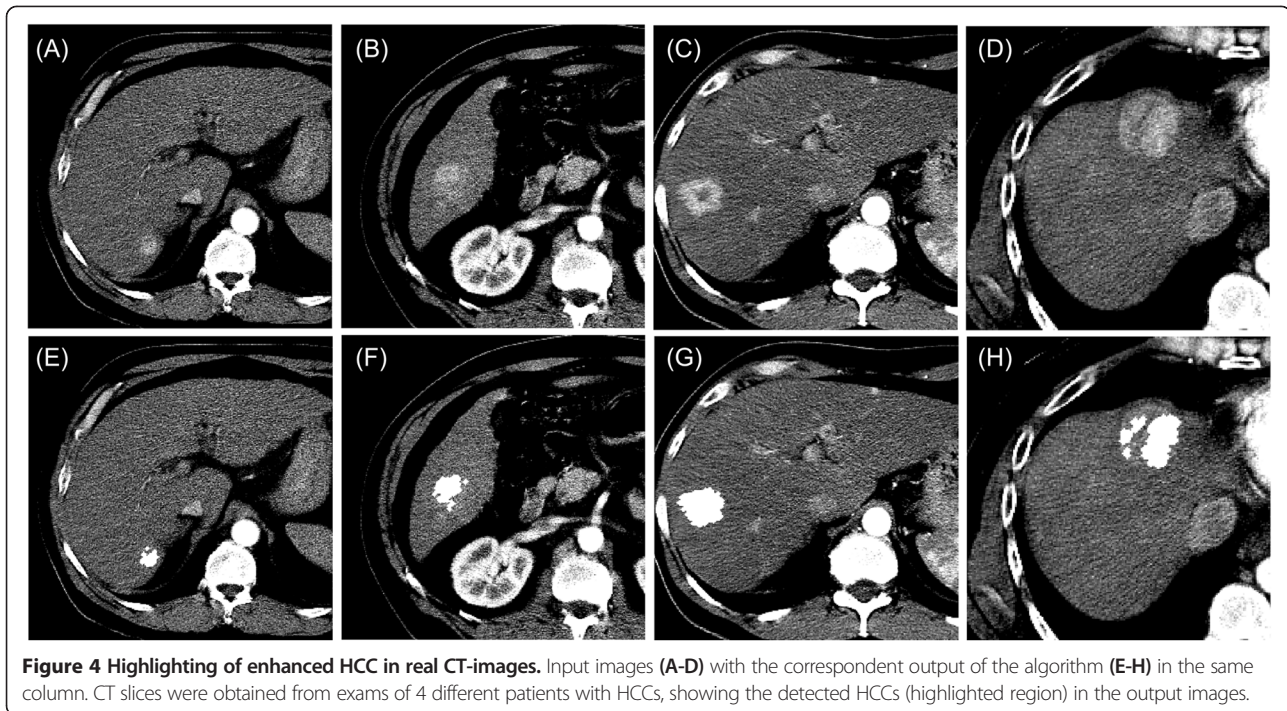 (A)
(B)
(C)
(D)
(E)
(F)
(G)
(H)
Figure 4 Highlighting of enhanced HCC in real CT-images. Input images (A-D) with the correspondent output of the algorithm (E-H) in the same
column. CT slices were obtained from exams of 4 different patients with HCCs, showing the detected HCCs (highlighted region) in the output images.